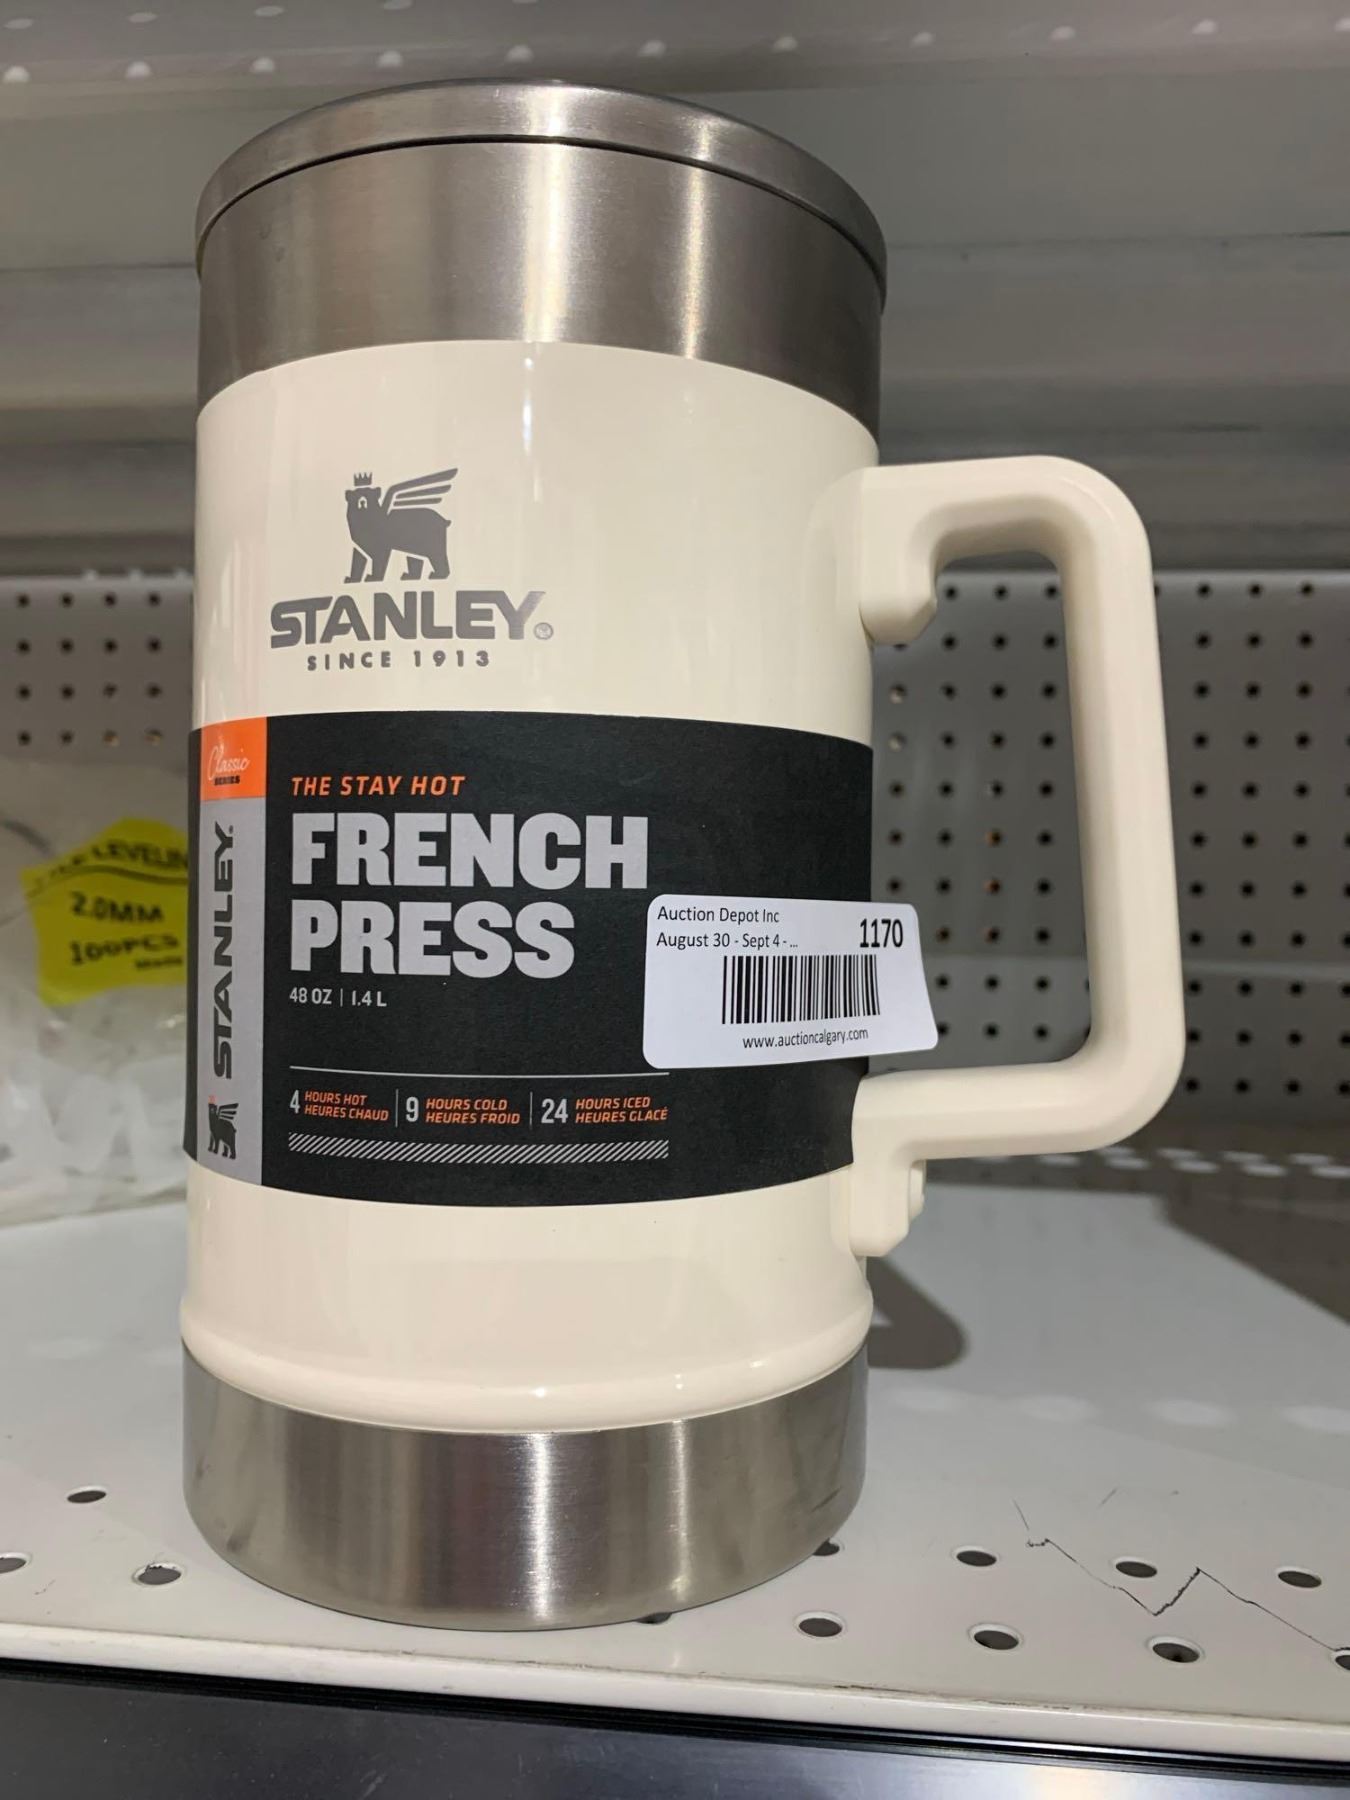 STANLEY®
SINCE 1913
Classic
SERIES
STANLEY®
THE STAY HOT
FRENCH
PRESS
48 OZ | 1.4 L
4 HOURS HOT
HEURES CHAUD
9 HOURS COLD
HEURES FROID
24 HOURS ICED
HEURES GLACÉ
Auction Depot Inc
August 30 - Sept 4 - ...
1170
www.auctioncalgary.com
LEVELIN
2.0MM
100PCS